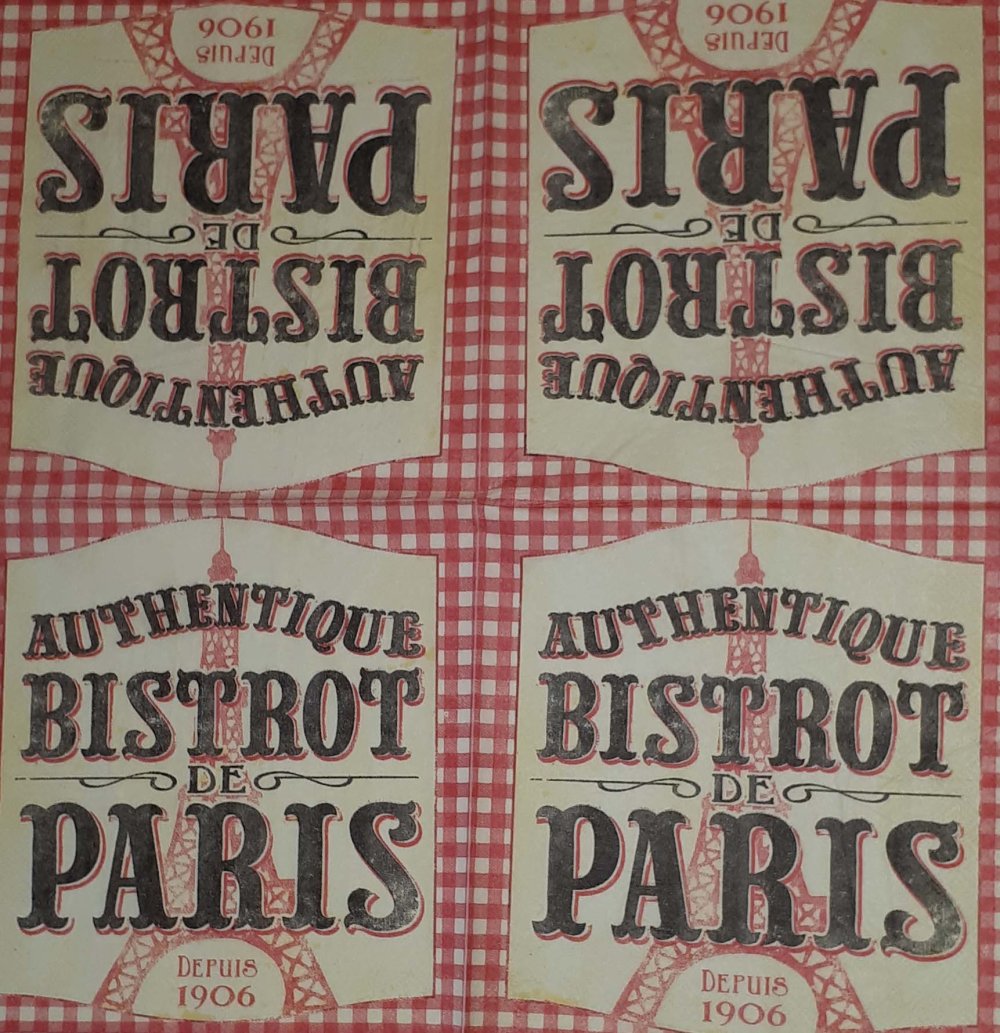 DEPUIS
1906
PARIS
DE
BISTROT
AUTHENTIQUE
DEPUIS
1906
PARIS
DE
BISTROT
AUTHENTIQUE
AUTHENTIQUE
BISTROT
DE
PARIS
DEPUIS
1906
AUTHENTIQUE
BISTROT
DE
PARIS
DEPUIS
1906